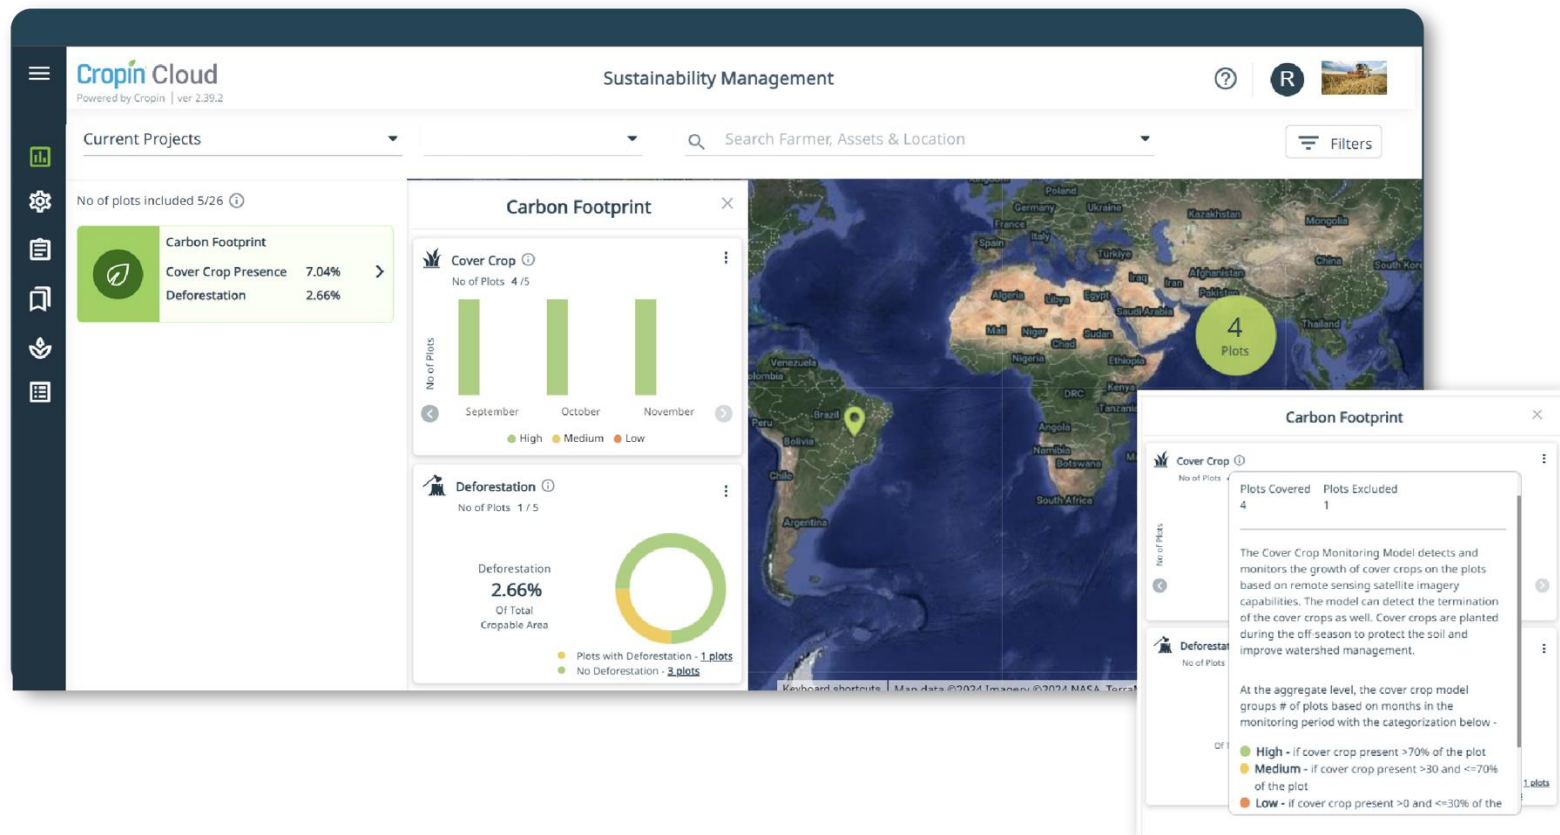 Cropin Cloud
Powered by Cropin | ver 2.39.2
Sustainability Management
R
Current Projects
Search Farmer, Assets & Location
Filters
No of plots included 5/26
Carbon Footprint
Cover Crop Presence 7.04%
Deforestation 2.66%
Carbon Footprint
Cover Crop
No of Plots 4 /5
No of Plots
September October November
High Medium Low
Deforestation
No of Plots 1 / 5
Deforestation
2.66%
Of Total
Cropable Area
Plots with Deforestation - 1 plots
No Deforestation - 3 plots
Poland
Germany
Ukraine
Kazakhstan
Mongolia
France
Italy
Spain
Türkiye
China
South Kore
Afghanistan
Iraq
Iran
Pakistan
Algeria
Libya
Egypt
Saudi Arabia
4
Plots
Thailand
Mali
Niger
Sudan
Chad
Nigeria
Ethiopia
Venezuela
olombia
Kenya
DRC
Tanzania
Peru
Brazil
Angola
Bolivia
Namibia
Botswana
M
Chile
South Africa
Argentina
Keyboard shortcuts
Map data ©2024 Imagery ©2024 NASA, TerraM
Carbon Footprint
Cover Crop
No of Plots
No of Plots
Plots Covered Plots Excluded
4 1
The Cover Crop Monitoring Model detects and
monitors the growth of cover crops on the plots
based on remote sensing satellite imagery
capabilities. The model can detect the termination
of the cover crops as well. Cover crops are planted
during the off-season to protect the soil and
improve watershed management.
At the aggregate level, the cover crop model
groups # of plots based on months in the
monitoring period with the categorization below -
High - if cover crop present >70% of the plot
Medium - if cover crop present >30 and <=70%
of the plot
Low - if cover crop present >0 and <=30% of the
Deforestat
No of Plots
Of T
1 plots
s